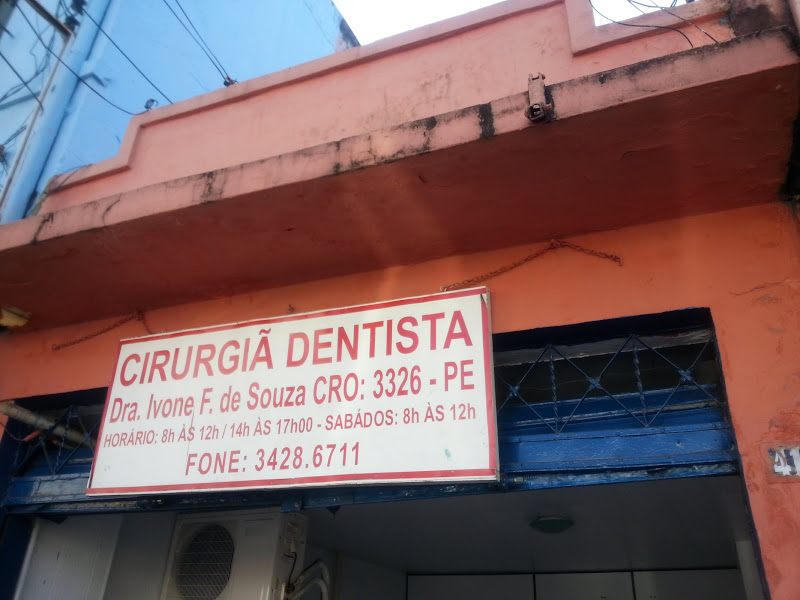 CIRURGIÃ DENTISTA
Dra. Ivone F. de Souza CRO: 3326 - PE
HORÁRIO: 8h ÀS 12h / 14h ÀS 17h00 - SABÁDOS: 8h ÀS 12h
FONE: 3428.6711